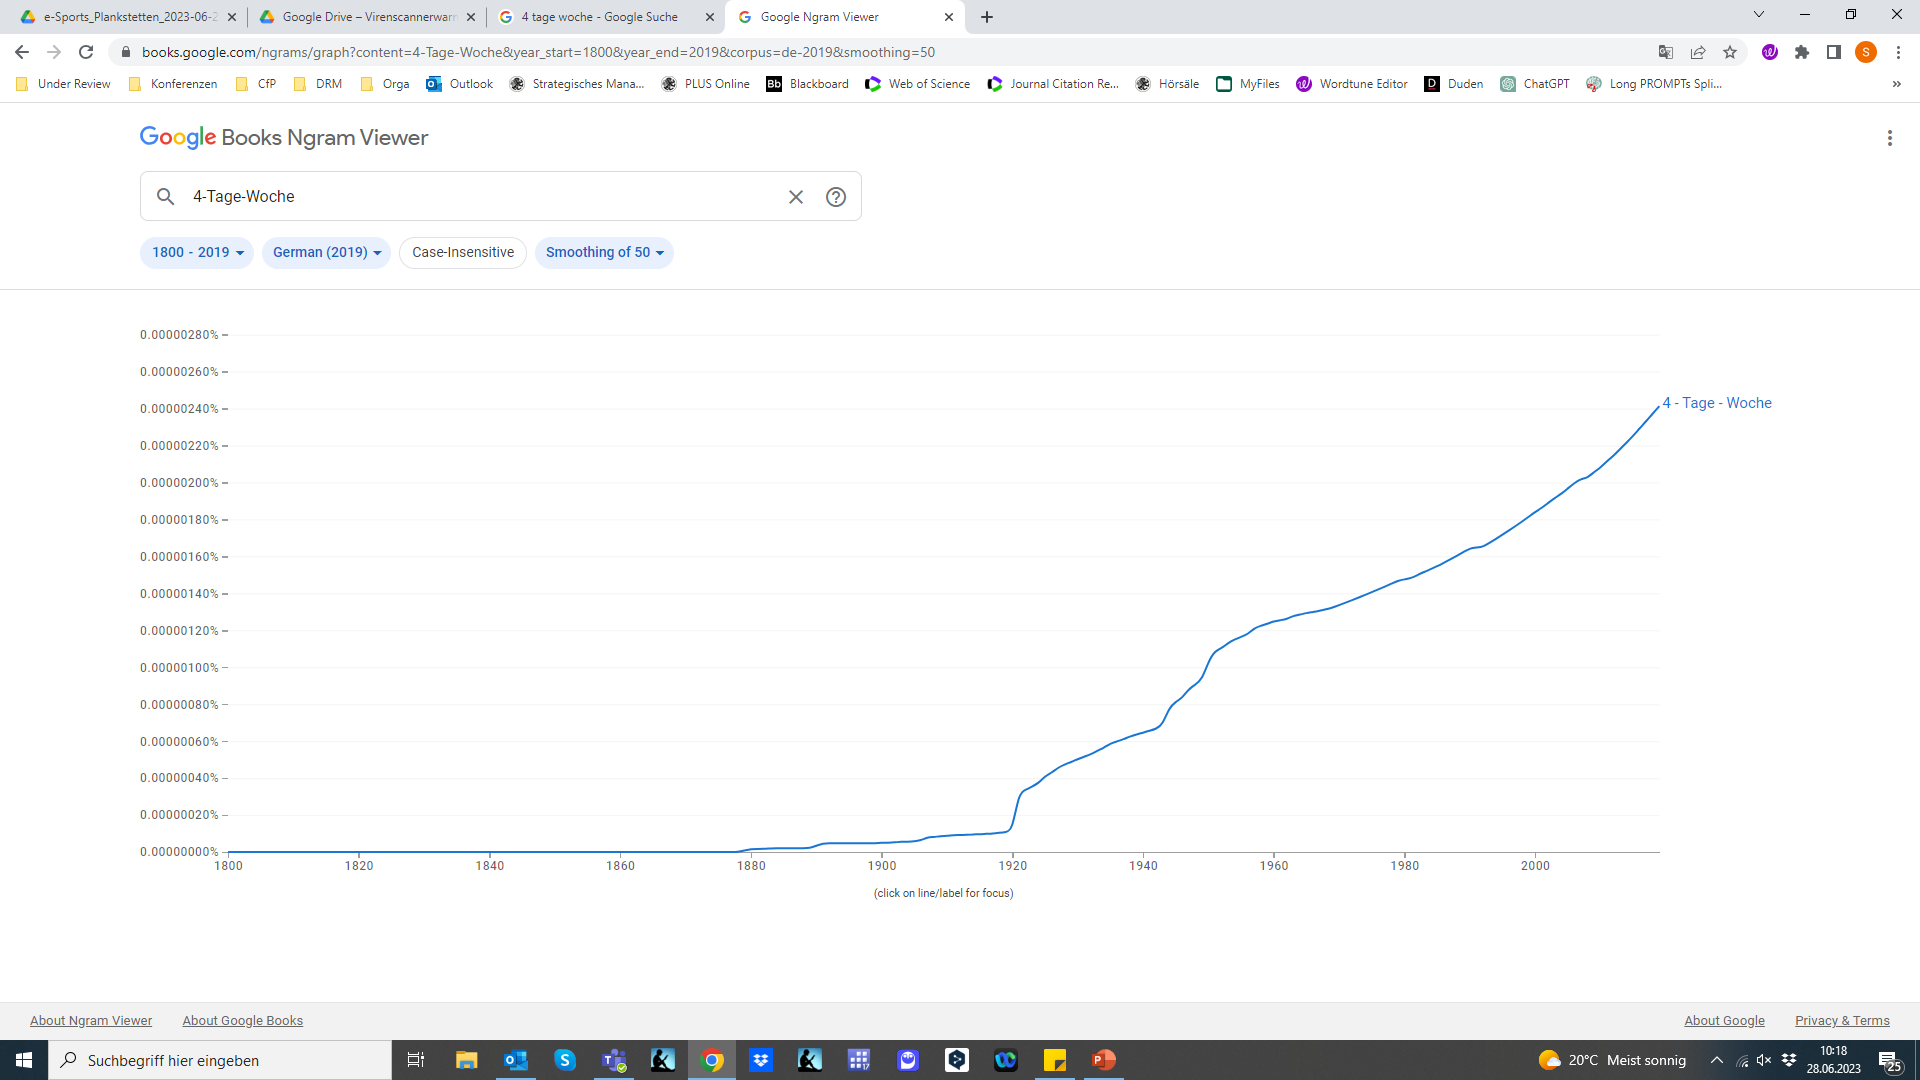 e-Sports_Plankstetten_2023-06-2
Google Drive – Virenscannerwarn
4 tage woche - Google Suche
Google Ngram Viewer
books.google.com/ngrams/graph?content=4-Tage-Woche&year_start=1800&year_end=2019&corpus=de-2019&smoothing=50
S
Under Review
Konferenzen
CfP
DRM
Orga
Outlook
Strategisches Mana...
PLUS Online
Bb Blackboard
Web of Science
Journal Citation Re...
Hörsäle
MyFiles
Wordtune Editor
D Duden
ChatGPT
Long PROMPTs Spli...
»
Google Books Ngram Viewer
4-Tage-Woche
1800 - 2019
German (2019)
Case-Insensitive
Smoothing of 50
0.00000280%
0.00000260%
0.00000240%
0.00000220%
0.00000200%
0.00000180%
0.00000160%
0.00000140%
0.00000120%
0.00000100%
0.00000080%
0.00000060%
0.00000040%
0.00000020%
0.00000000%
4 - Tage - Woche
1800 1820 1840 1860 1880 1900 1920 1940 1960 1980 2000
(click on line/label for focus)
About Ngram Viewer
About Google Books
About Google
Privacy & Terms
Suchbegriff hier eingeben
20°C Meist sonnig
10:18
28.06.2023
25